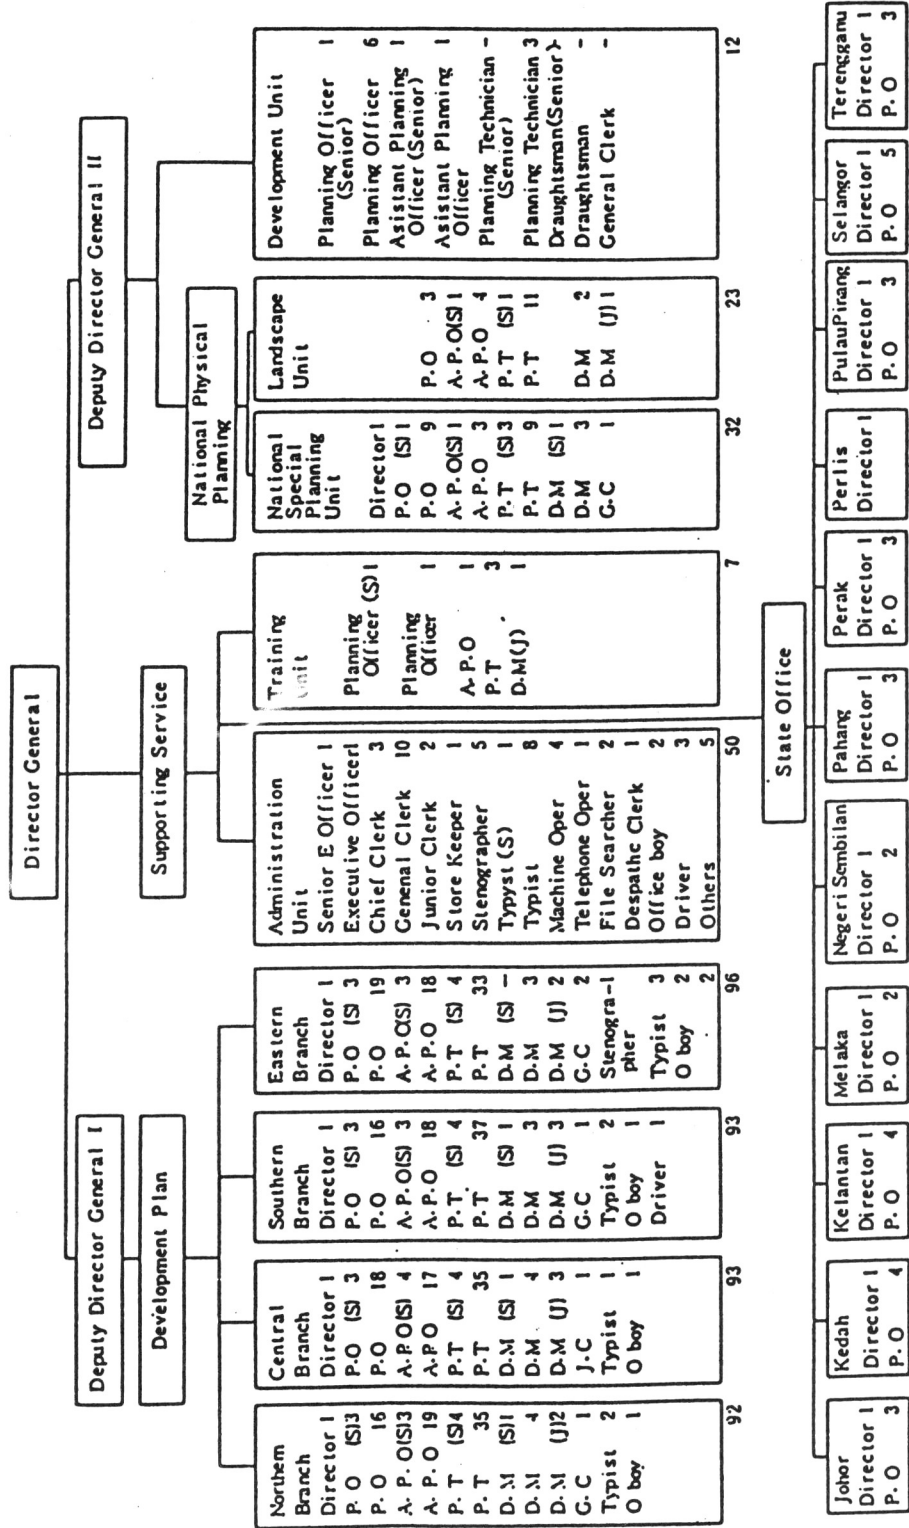 Director General
Deputy Director General I
Supporting Service
Deputy Director General II
Development Plan
National Physical
Planning
Northern
Branch
Director 1
P. O (S)3
P. O 16
A. P. O(S)3
A. P. O 19
P. T (S)4
P. T 35
D. M (S)1
D. M 4
D. M (J)2
G. C 1
Typist 2
O boy 1
92
Central
Branch
Director 1
P.O (S) 3
P.O 18
A.P.O(S) 4
A.P.O 17
P.T (S) 4
P.T 35
D.M (S) 1
D.M 4
D.M (J) 3
J.C 1
Typist 1
O boy 1
93
Southern
Branch
Director 1
P.O (S) 3
P.O 16
A.P.O(S) 3
A.P.O 18
P.T. (S) 4
P.T 37
D.M (S) 1
D.M 3
D.M (J) 3
G.C 1
Typist 2
O boy 1
Driver 1
93
Eastern
Branch
Director 1
P.O (S) 3
P.O 19
A.P.O(S) 3
A.P.O 18
P.T (S) 4
P.T 33
D.M (S) -
D.M 3
D.M (J) 2
G.C 2
Stenogra-1
pher
Typist 3
O boy 2
2
96
Administration
Unit
Senior E Officer 1
Executive Officer1
Chief Clerk 3
Genenal Clerk 10
Junior Clerk 2
Store Keeper 1
Stenographer 5
Typyst (S) 1
Typist 8
Machine Oper 4
Telephone Oper 1
File Searcher 2
Despathc Clerk 1
Office boy 2
Driver 3
Others 5
50
Training
Unit
Planning
Officer (S)1
Planning
Officer 1
A.P.O 1
P.T 3
D.M(J) 1
7
National
Special
Planning
Unit
Director1
P.O (S)1
P.O 9
A.P.O(S)1
A.P.O 3
P.T (S)3
P.T 9
D.M (S)1
D.M 3
G.C 1
32
Landscape
Unit
P.O 3
A.P.O(S)1
A.P.O 4
P.T (S)1
P.T 11
D.M 2
D.M (J)1
23
Development Unit
Planning Officer 1
(Senior)
Planning Officer 6
Asistant Planning 1
Officer (Senior)
Asistant Planning 1
Officer
Planning Technician -
(Senior)
Planning Technician 3
Draughtsman(Senior)-
Draughtsman -
General Clerk -
12
State Office
Johor
Director 1
P. O 3
Kedah
Director 1
P. O 4
Kelantan
Director 1
P. O 4
Melaka
Director 1
P. O 2
Negeri Sembilan
Director 1
P. O 2
Pahang
Director 1
P. O 3
Perak
Director 1
P. O 3
Perlis
Director1
Pulau Pinang
Director 1
P. O 3
Selangor
Director 1
P. O 5
Terengganu
Director 1
P. O 3